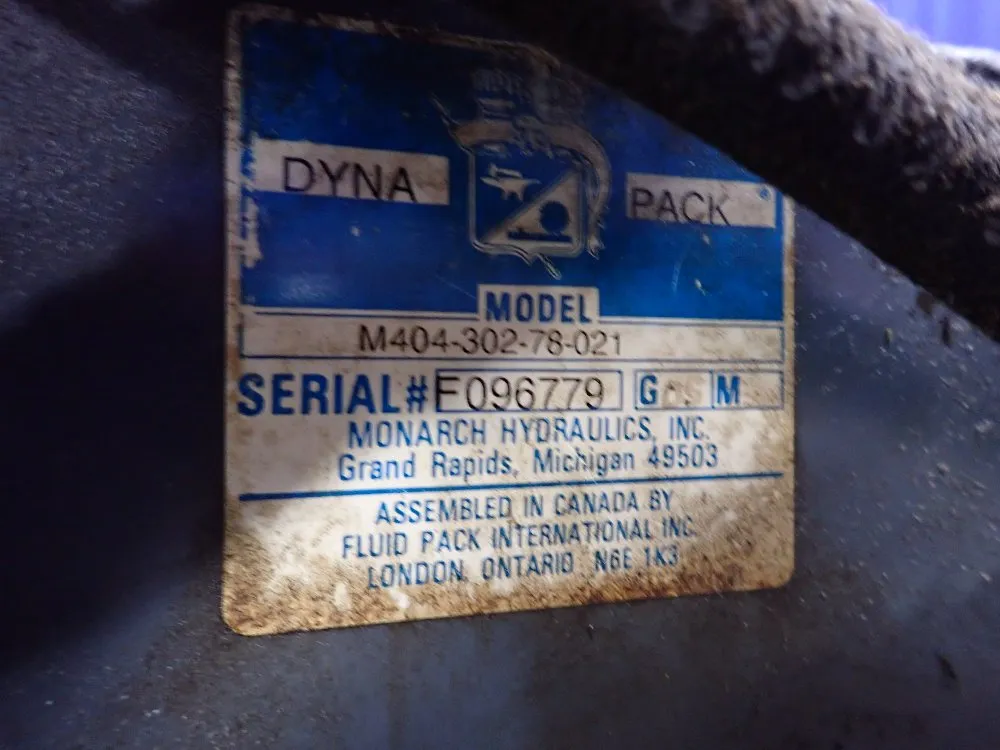 DYNA PACK
MODEL
M404-302-78-021
SERIAL# F096779 G M
MONARCH HYDRAULICS, INC.
Grand Rapids, Michigan 49503
ASSEMBLED IN CANADA BY
FLUID PACK INTERNATIONAL INC.
LONDON, ONTARIO N6E 1K3